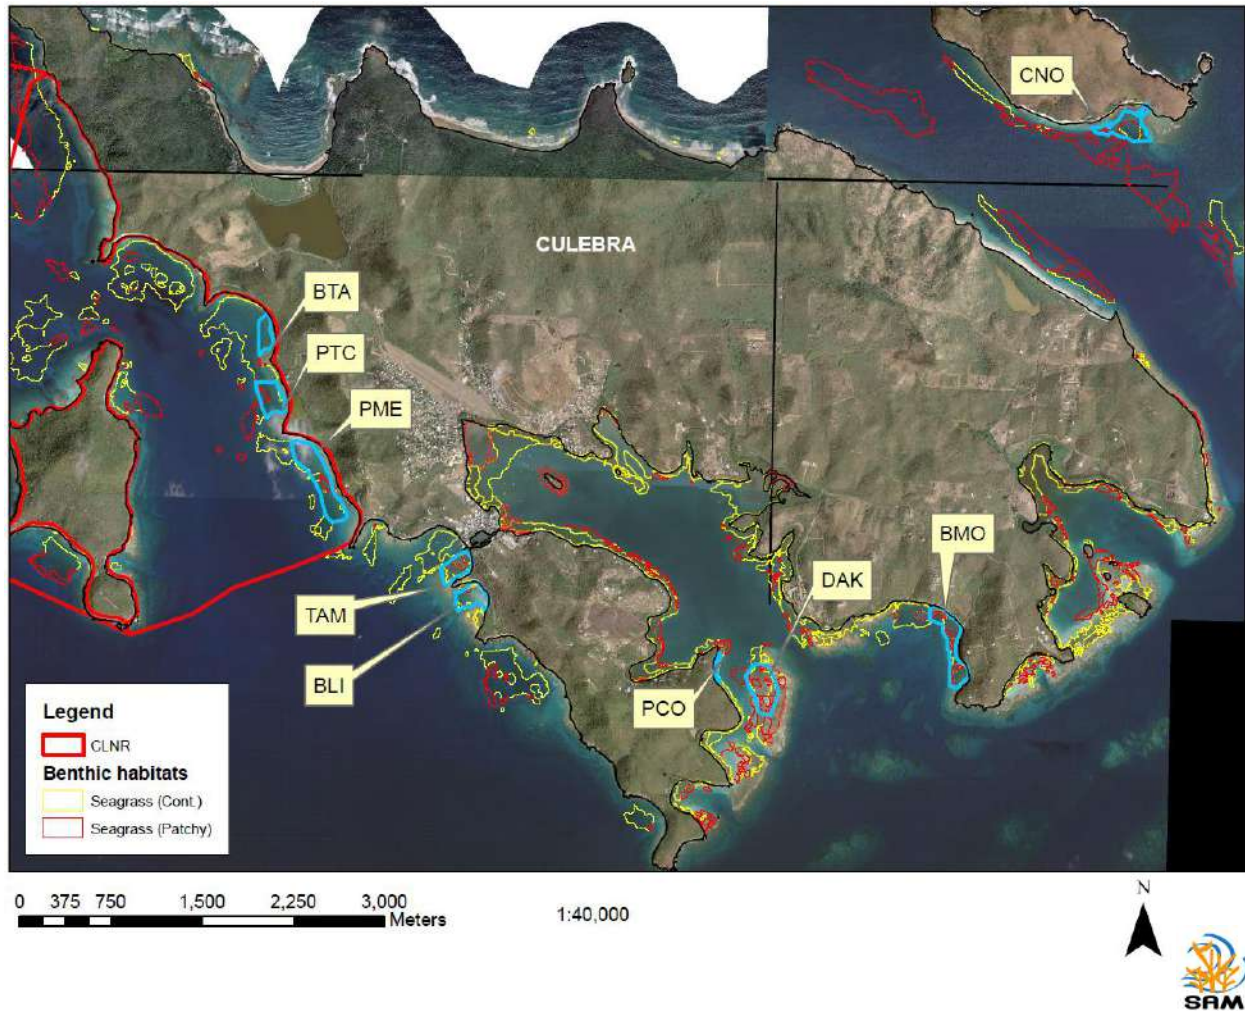 CNO
CULEBRA
BTA
PTC
PME
BMO
DAK
TAM
BLI
PCO
Legend
CLNR
Benthic habitats
Seagrass (Cont.)
Seagrass (Patchy)
0 375 750 1,500 2,250 3,000
Meters
1:40,000
N
SAM